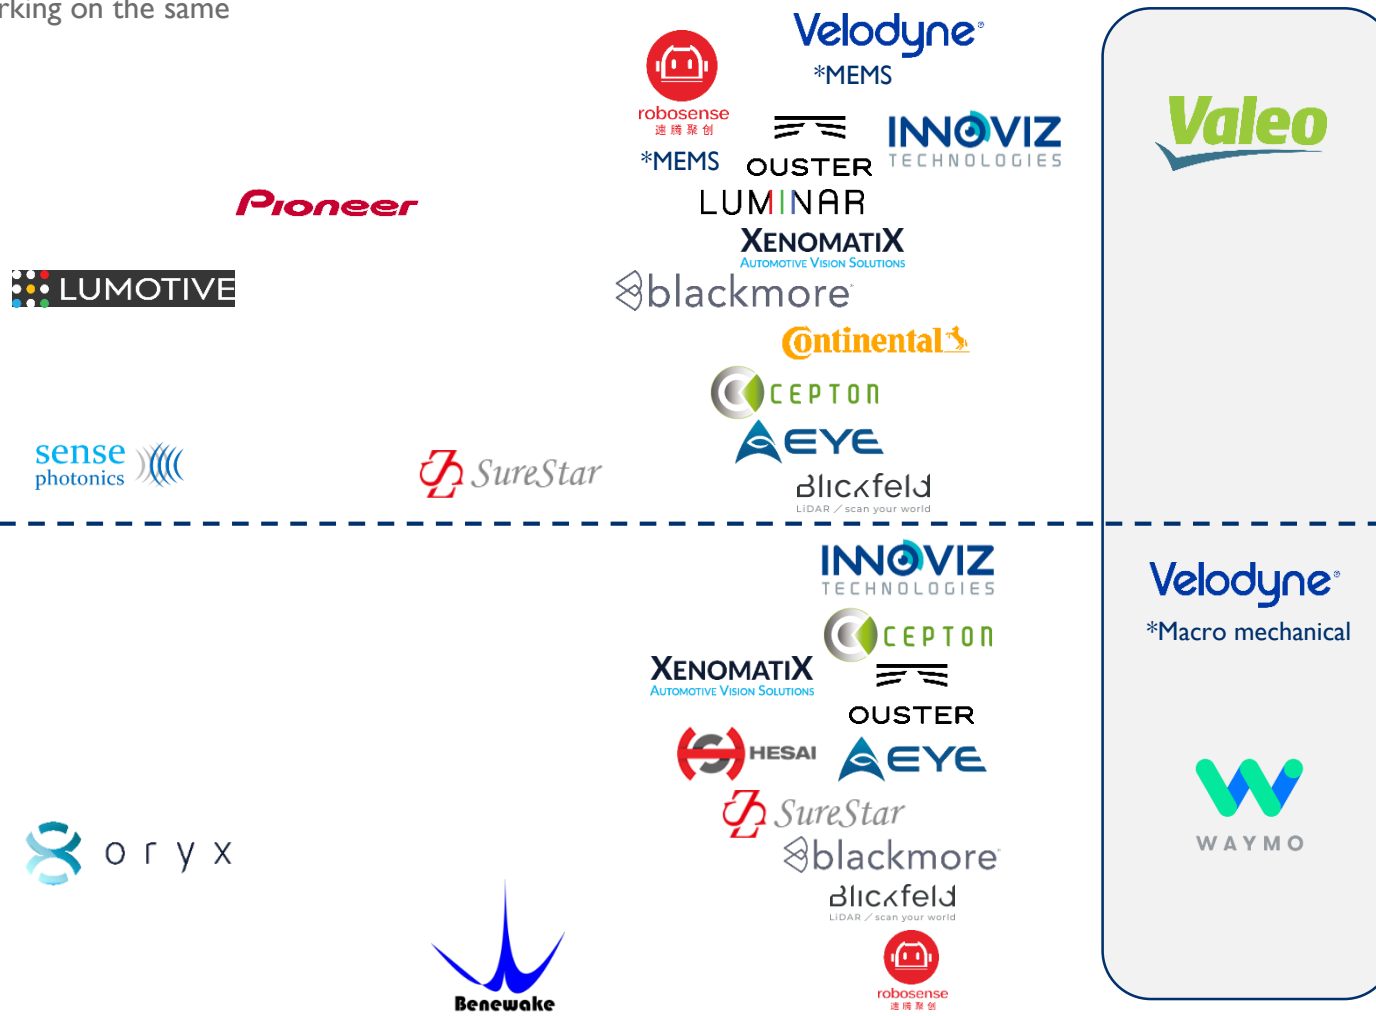 rking on the same
Velodyne
*MEMS
robosense
速腾聚创
*MEMS
OUSTER
INNOVIZ
TECHNOLOGIES
Valeo
Pioneer
LUMINAR
XENOMATIX
AUTOMOTIVE VISION SOLUTIONS
LUMOTIVE
blackmore
Continental
CEPTON
AEYE
sense
photonics
SureStar
Blickfeld
LiDAR / scan your world
INNOVIZ
TECHNOLOGIES
Velodyne
*Macro mechanical
CEPTON
XENOMATIX
AUTOMOTIVE VISION SOLUTIONS
OUSTER
HESAI
AEYE
SureStar
WAYMO
oryx
blackmore
Blickfeld
LiDAR / scan your world
Benewake
robosense
速腾聚创